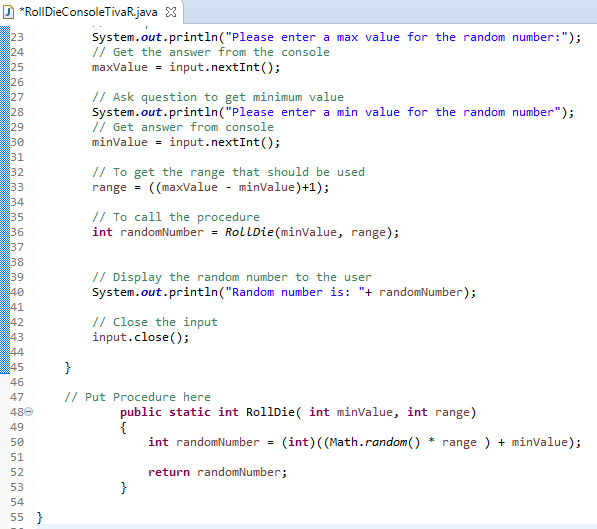 *RollDieConsoleTivaR.java
23 System.out.println("Please enter a max value for the random number:");
24 // Get the answer from the console
25 maxValue = input.nextInt();
26
27 // Ask question to get minimum value
28 System.out.println("Please enter a min value for the random number");
29 // Get answer from console
30 minValue = input.nextInt();
31
32 // To get the range that should be used
33 range = ((maxValue - minValue)+1);
34
35 // To call the procedure
36 int randomNumber = RollDie(minValue, range);
37
38
39 // Display the random number to the user
40 System.out.println("Random number is: "+ randomNumber);
41
42 // Close the input
43 input.close();
44
45 }
46
47 // Put Procedure here
48 public static int RollDie( int minValue, int range)
49 {
50 int randomNumber = (int)((Math.random() * range ) + minValue);
51
52 return randomNumber;
53 }
54
55 }